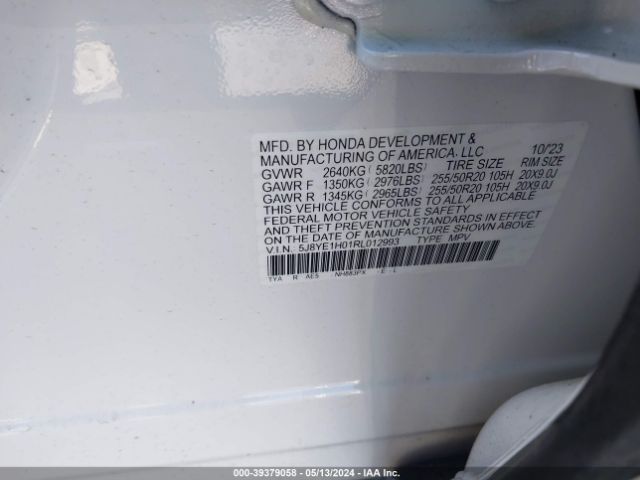 MFD. BY HONDA DEVELOPMENT &
MANUFACTURING OF AMERICA, LLC 10/23
GVWR 2640KG (5820LBS) TIRE SIZE RIM SIZE
GAWR F 1350KG (2976LBS) 255/50R20 105H 20X9.0J
GAWR R 1345KG (2965LBS) 255/50R20 105H 20X9.0J
THIS VEHICLE CONFORMS TO ALL APPLICABLE
FEDERAL MOTOR VEHICLE SAFETY
AND THEFT PREVENTION STANDARDS IN EFFECT
ON THE DATE OF MANUFACTURE SHOWN ABOVE.
V.I.N. 5J8YE1H01RL012993 TYPE MPV
TYA R AE5 NH883PX E - L
000-39379058 - 05/13/2024 - IAA Inc.